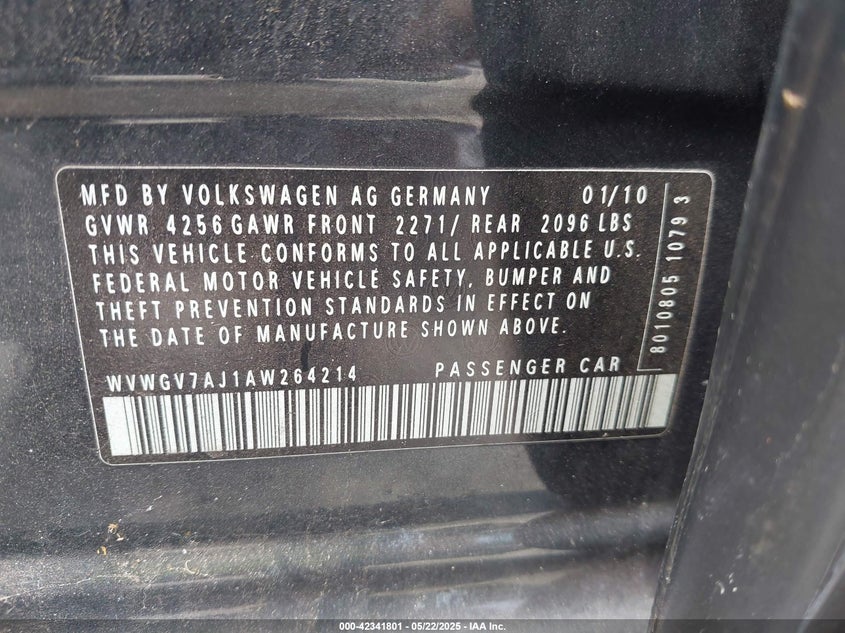 MFD BY VOLKSWAGEN AG GERMANY 01/10
GVWR 4256 GAWR FRONT 2271/ REAR 2096 LBS
THIS VEHICLE CONFORMS TO ALL APPLICABLE U.S.
FEDERAL MOTOR VEHICLE SAFETY, BUMPER AND
THEFT PREVENTION STANDARDS IN EFFECT ON
THE DATE OF MANUFACTURE SHOWN ABOVE.
WVWGV7AJ1AW264214 PASSENGER CAR
8010805 1079 3
000-42341801 - 05/22/2025 - IAA Inc.